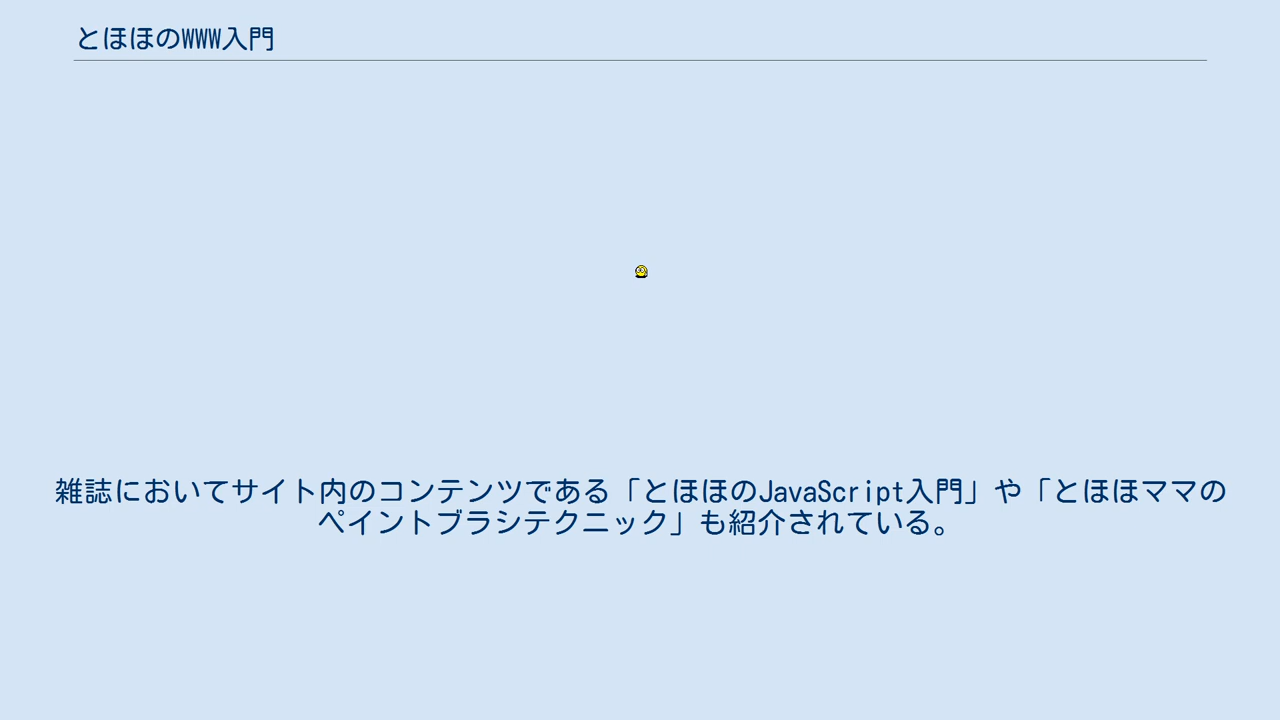 とほほのWWW入門
雑誌においてサイト内のコンテンツである「とほほのJavaScript入門」や「とほほママの
ペイントブラシテクニック」も紹介されている。